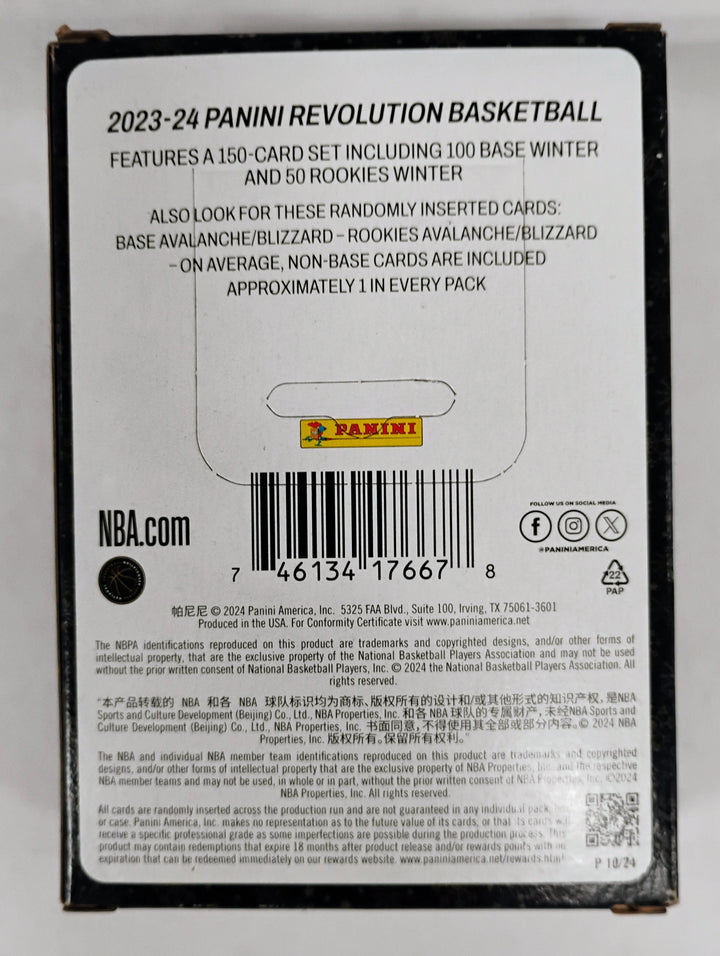 2023-24 PANINI REVOLUTION BASKETBALL
FEATURES A 150-CARD SET INCLUDING 100 BASE WINTER
AND 50 ROOKIES WINTER
ALSO LOOK FOR THESE RANDOMLY INSERTED CARDS:
BASE AVALANCHE/BLIZZARD – ROOKIES AVALANCHE/BLIZZARD
– ON AVERAGE, NON-BASE CARDS ARE INCLUDED
APPROXIMATELY 1 IN EVERY PACK
PANINI
NBA.com
FOLLOW US ON SOCIAL MEDIA
@PANINIAMERICA
22
PAP
7 46134 17667 8
帕尼尼 © 2024 Panini America, Inc. 5325 FAA Blvd., Suite 100, Irving, TX 75061-3601
Produced in the USA. For Conformity Certificate visit www.paniniamerica.net
The NBPA identifications reproduced on this product are trademarks and copyrighted designs, and/or other forms of
intellectual property, that are the exclusive property of the National Basketball Players Association and may not be used
without the prior written consent of National Basketball Players, Inc. © 2024 the National Basketball Players Association. All
rights reserved.
"本产品转载的 NBA 和各 NBA 球队标识均为商标、版权所有的设计和/或其他形式的知识产权, 是NBA
Sports and Culture Development (Beijing) Co., Ltd., NBA Properties, Inc. 和各 NBA 球队的专属财产, 未经NBA Sports and
Culture Development (Beijing) Co., Ltd., NBA Properties, Inc. 书面同意, 不得使用其全部或部分内容。© 2024 NBA
Properties, Inc. 版权所有。保留所有权利。"
The NBA and individual NBA member team identifications reproduced on this product are trademarks and copyrighted
designs, and/or other forms of intellectual property that are the exclusive property of NBA Properties, Inc. and the respective
NBA member teams and may not be used, in whole or in part, without the prior written consent of NBA Properties, Inc. ©2024
NBA Properties, Inc. All rights reserved.
All cards are randomly inserted across the production run and are not guaranteed in any individual pack, box
or case. Panini America, Inc. makes no representation as to the future value of its cards, or that its cards will
receive a specific professional grade as some imperfections are possible during the production process. This
product may contain redemptions that expire 18 months after product release and/or rewards points with no
expiration that can be redeemed immediately on our rewards website. www.paniniamerica.net/rewards.html
P 10/24